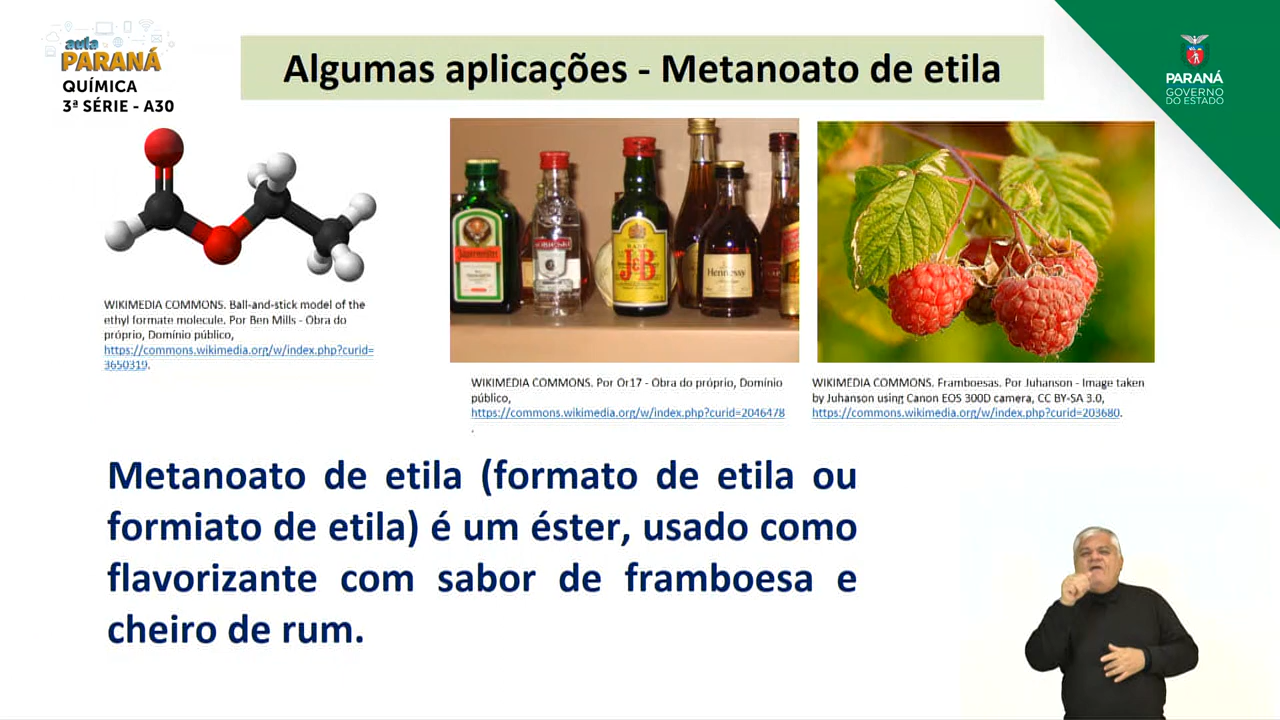 aula
PARANÁ
QUÍMICA
3ª SÉRIE - A30
Algumas aplicações - Metanoato de etila
PARANÁ
GOVERNO
DO ESTADO
WIKIMEDIA COMMONS. Ball-and-stick model of the
ethyl formate molecule. Por Ben Mills - Obra do
próprio, Domínio público,
https://commons.wikimedia.org/w/index.php?curid=
3650319.
J&B
Hennessy
WIKIMEDIA COMMONS. Por Or17 - Obra do próprio, Domínio
público,
https://commons.wikimedia.org/w/index.php?curid=2046478
.
WIKIMEDIA COMMONS. Framboesas. Por Juhanson - Image taken
by Juhanson using Canon EOS 300D camera, CC BY-SA 3.0,
https://commons.wikimedia.org/w/index.php?curid=203680.
Metanoato de etila (formato de etila ou
formiato de etila) é um éster, usado como
flavorizante com sabor de framboesa e
cheiro de rum.